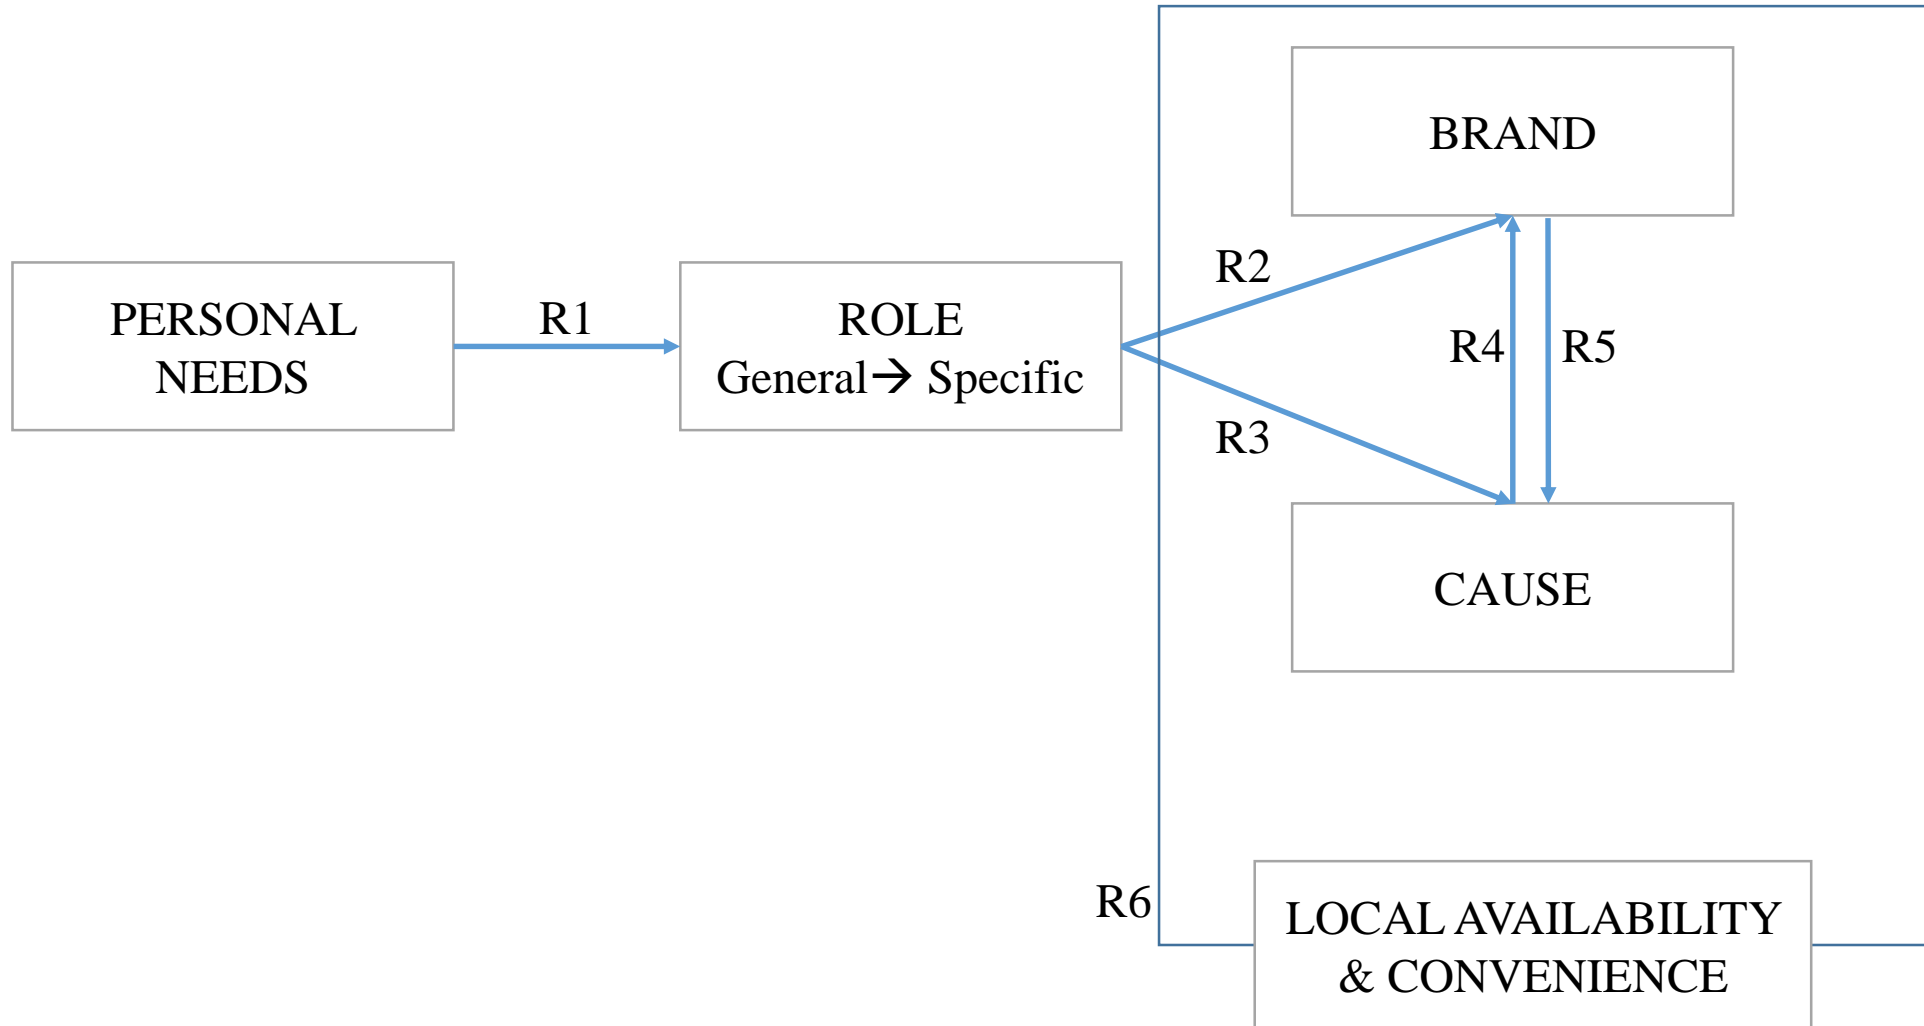 BRAND
R2
PERSONAL
NEEDS
R1
ROLE
General→ Specific
R4
R5
R3
CAUSE
R6
LOCAL AVAILABILITY
& CONVENIENCE